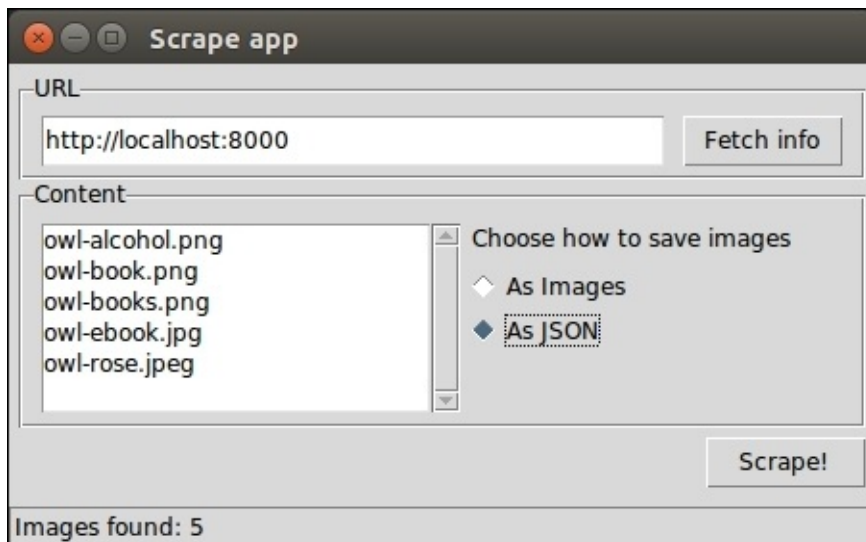 Scrape app
URL
http://localhost:8000
Fetch info
Content
owl-alcohol.png
owl-book.png
owl-books.png
owl-ebook.jpg
owl-rose.jpeg
Choose how to save images
As Images
As JSON
Scrape!
Images found: 5